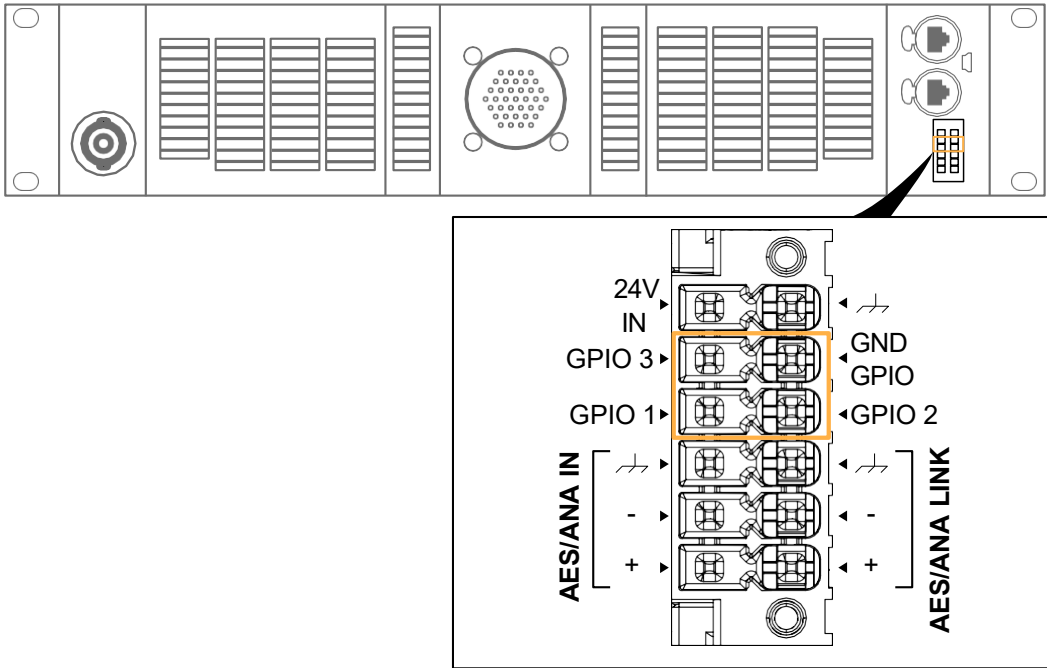 24V
IN
GPIO 3
GND
GPIO
GPIO 1
GPIO 2
AES/ANA IN
-
+
-
+
AES/ANA LINK